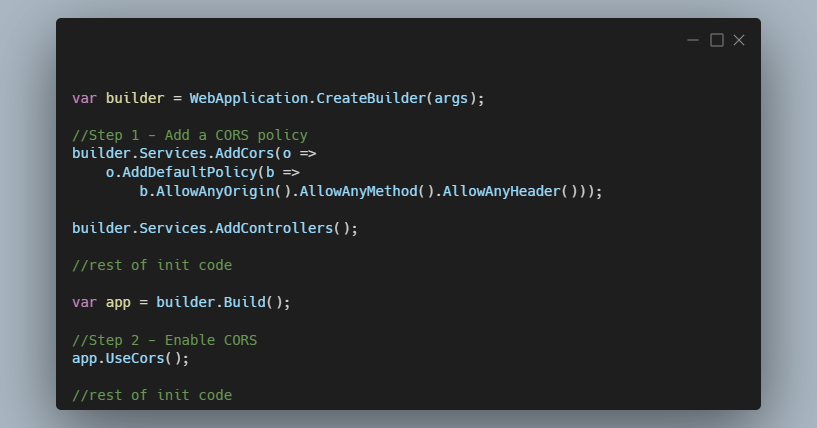 var builder = WebApplication.CreateBuilder(args);
//Step 1 - Add a CORS policy
builder.Services.AddCors(o =>
    o.AddDefaultPolicy(b =>
        b.AllowAnyOrigin().AllowAnyMethod().AllowAnyHeader()));
builder.Services.AddControllers();
//rest of init code
var app = builder.Build();
//Step 2 - Enable CORS
app.UseCors();
//rest of init code